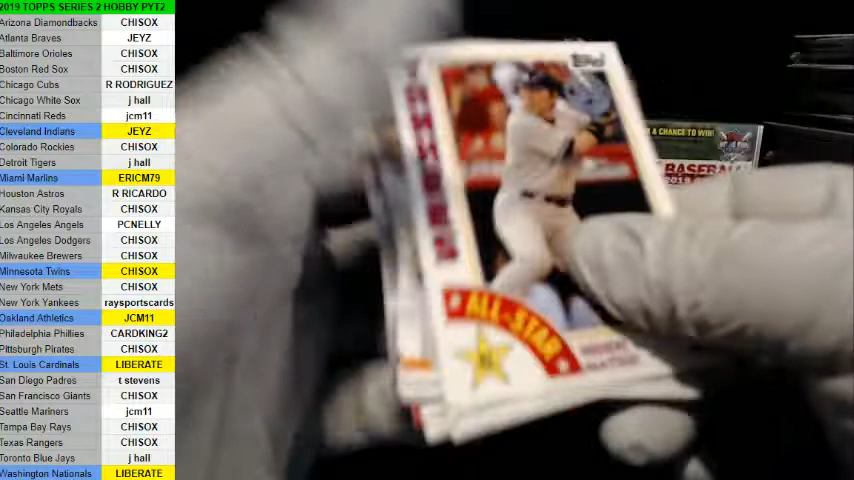 2019 TOPPS SERIES 2 HOBBY PYT2
Arizona Diamondbacks CHISOX
Atlanta Braves JEYZ
Baltimore Orioles CHISOX
Boston Red Sox CHISOX
Chicago Cubs R RODRIGUEZ
Chicago White Sox j hall
Cincinnati Reds jcm11
Cleveland Indians JEYZ
Colorado Rockies CHISOX
Detroit Tigers j hall
Miami Marlins ERICM79
Houston Astros R RICARDO
Kansas City Royals CHISOX
Los Angeles Angels PCNELLY
Los Angeles Dodgers CHISOX
Milwaukee Brewers CHISOX
Minnesota Twins CHISOX
New York Mets CHISOX
New York Yankees raysportscards
Oakland Athletics JCM11
Philadelphia Phillies CARDKING2
Pittsburgh Pirates CHISOX
St. Louis Cardinals LIBERATE
San Diego Padres t stevens
San Francisco Giants CHISOX
Seattle Mariners jcm11
Tampa Bay Rays CHISOX
Texas Rangers CHISOX
Toronto Blue Jays j hall
Washington Nationals LIBERATE
Topps
ALL-STAR
A CHANCE TO WIN!
BASEBALL